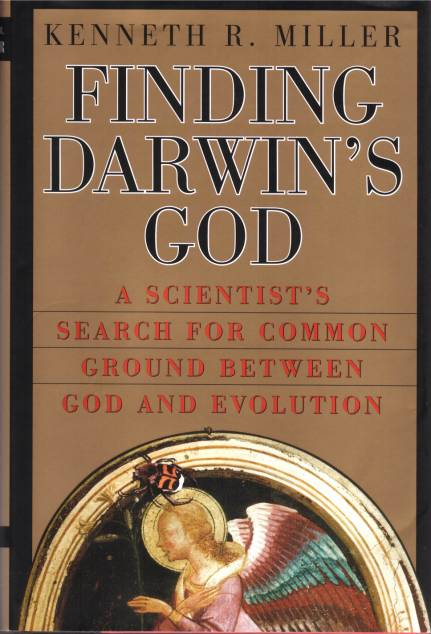 KENNETH R. MILLER
FINDING
DARWIN'S
GOD
A SCIENTIST'S
SEARCH FOR COMMON
GROUND BETWEEN
GOD AND EVOLUTION